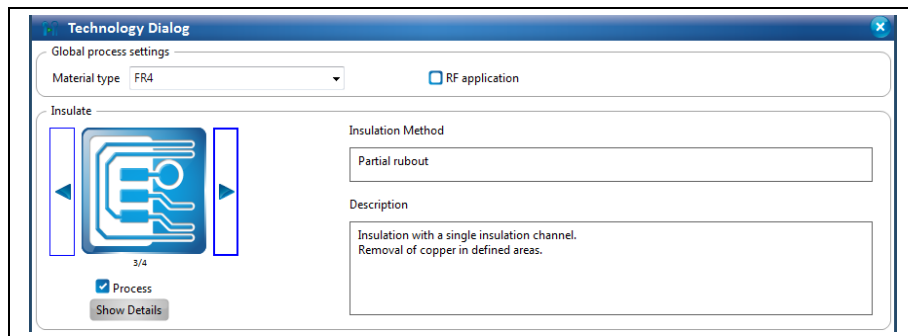 Technology Dialog
Global process settings
Material type FR4 RF application
Insulate
Insulation Method
Partial rubout
Description
Insulation with a single insulation channel.
Removal of copper in defined areas.
3/4
Process
Show Details